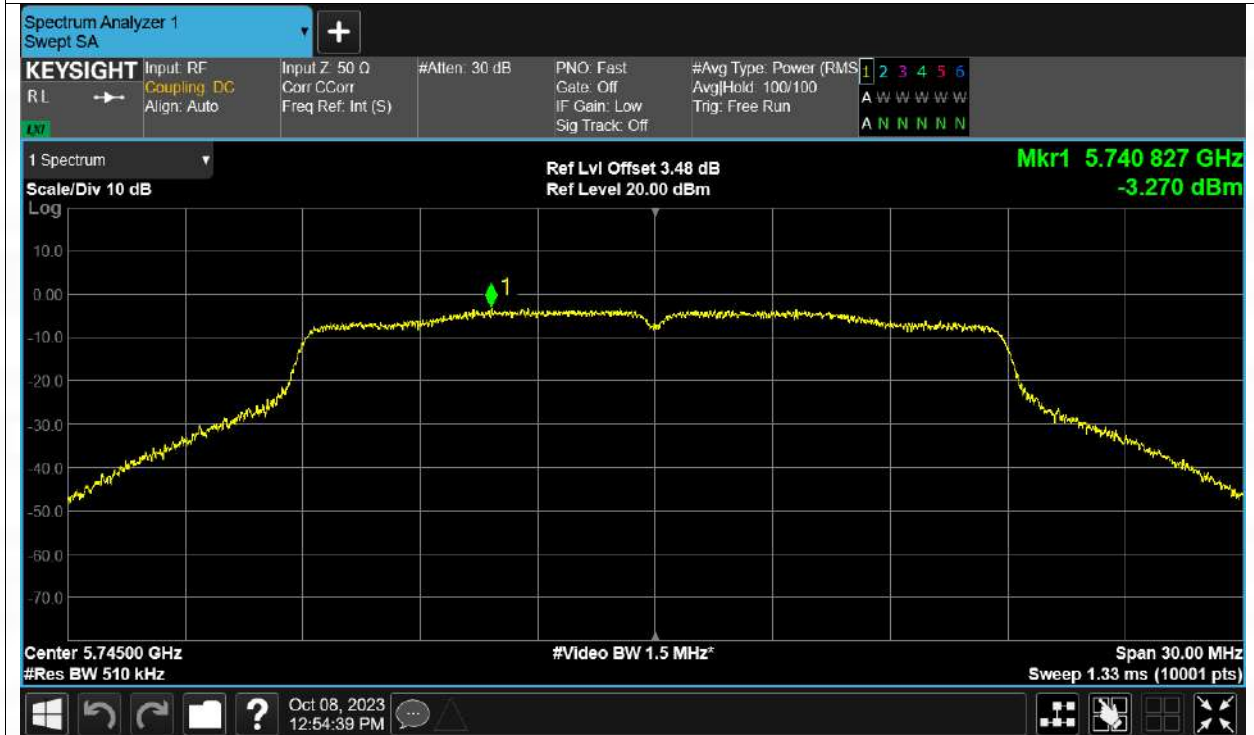 Spectrum Analyzer 1
Swept SA
+
KEYSIGHT
RL
LXI
Input: RF
Coupling: DC
Align: Auto
Input Z: 50 Ω
Corr CCorr
Freq Ref: Int (S)
#Atten: 30 dB
PNO: Fast
Gate: Off
IF Gain: Low
Sig Track: Off
#Avg Type: Power (RMS
Avg|Hold: 100/100
Trig: Free Run
1 2 3 4 5 6
A W W W W W
A N N N N N
1 Spectrum
Scale/Div 10 dB
Log
Ref Lvl Offset 3.48 dB
Ref Level 20.00 dBm
Mkr1 5.740 827 GHz
-3.270 dBm
10.0
0.00
1
-10.0
-20.0
-30.0
-40.0
-50.0
-60.0
-70.0
Center 5.74500 GHz
#Res BW 510 kHz
#Video BW 1.5 MHz*
Span 30.00 MHz
Sweep 1.33 ms (10001 pts)
?
Oct 08, 2023
12:54:39 PM